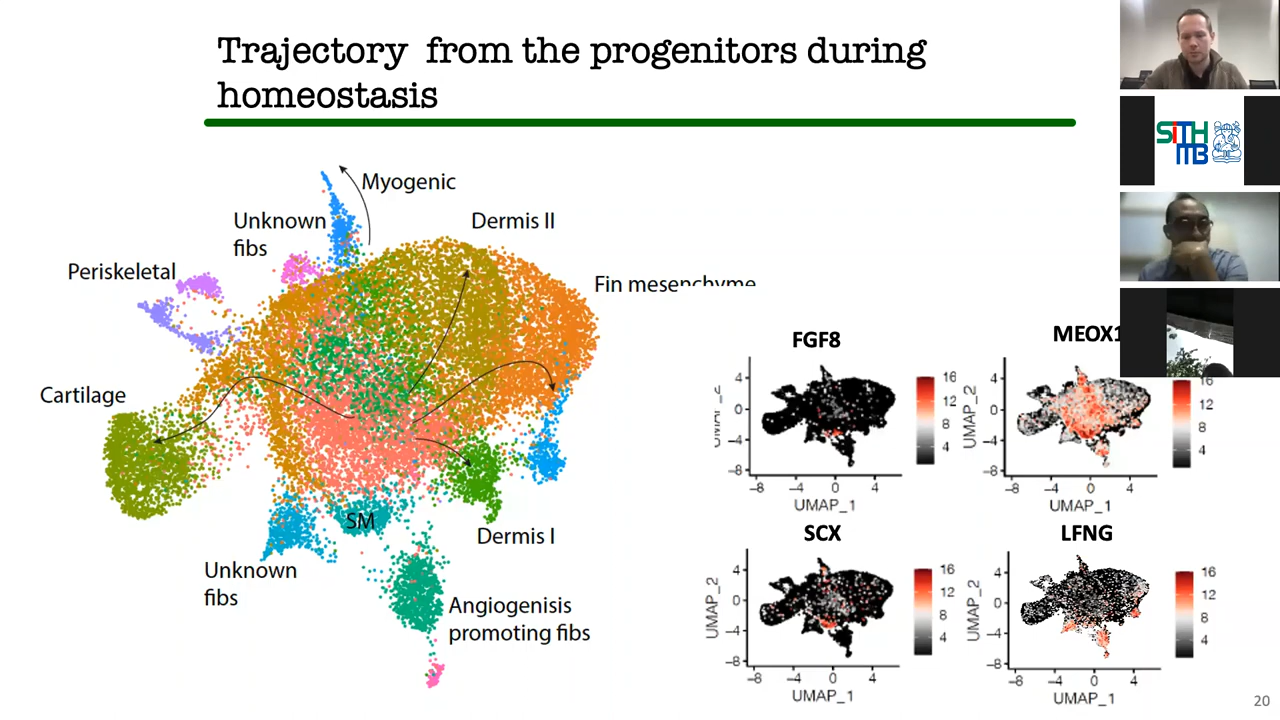 Trajectory from the progenitors during
homeostasis
Myogenic
Unknown
fibs
Dermis II
Periskeletal
Fin mesenchyme
Cartilage
SM
Dermis I
Unknown
fibs
Angiogenisis
promoting fibs
FGF8
4
0
−4
−8
−8 −4 0 4
UMAP_1
16
12
8
4
MEOX1
UMAP_2
4
0
−4
−8
−8 −4 0 4
UMAP_1
16
12
8
4
SCX
UMAP_2
4
0
−4
−8
−8 −4 0 4
UMAP_1
16
12
8
4
LFNG
UMAP_2
4
0
−4
−8
−8 −4 0 4
UMAP_1
16
12
8
4
SITH
MB
20